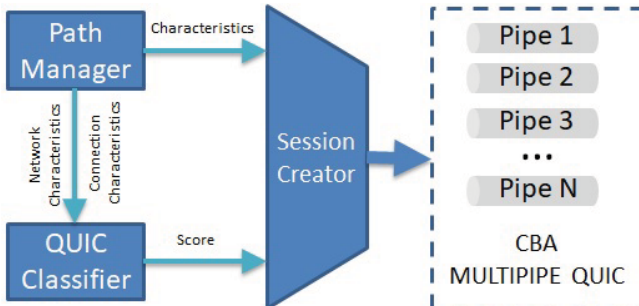 Path
Manager
Characteristics
Pipe 1
Pipe 2
Pipe 3
...
Pipe N
Session
Creator
Network
Characteristics
Connection
Characteristics
QUIC
Classifier
Score
CBA
MULTIPIPE QUIC